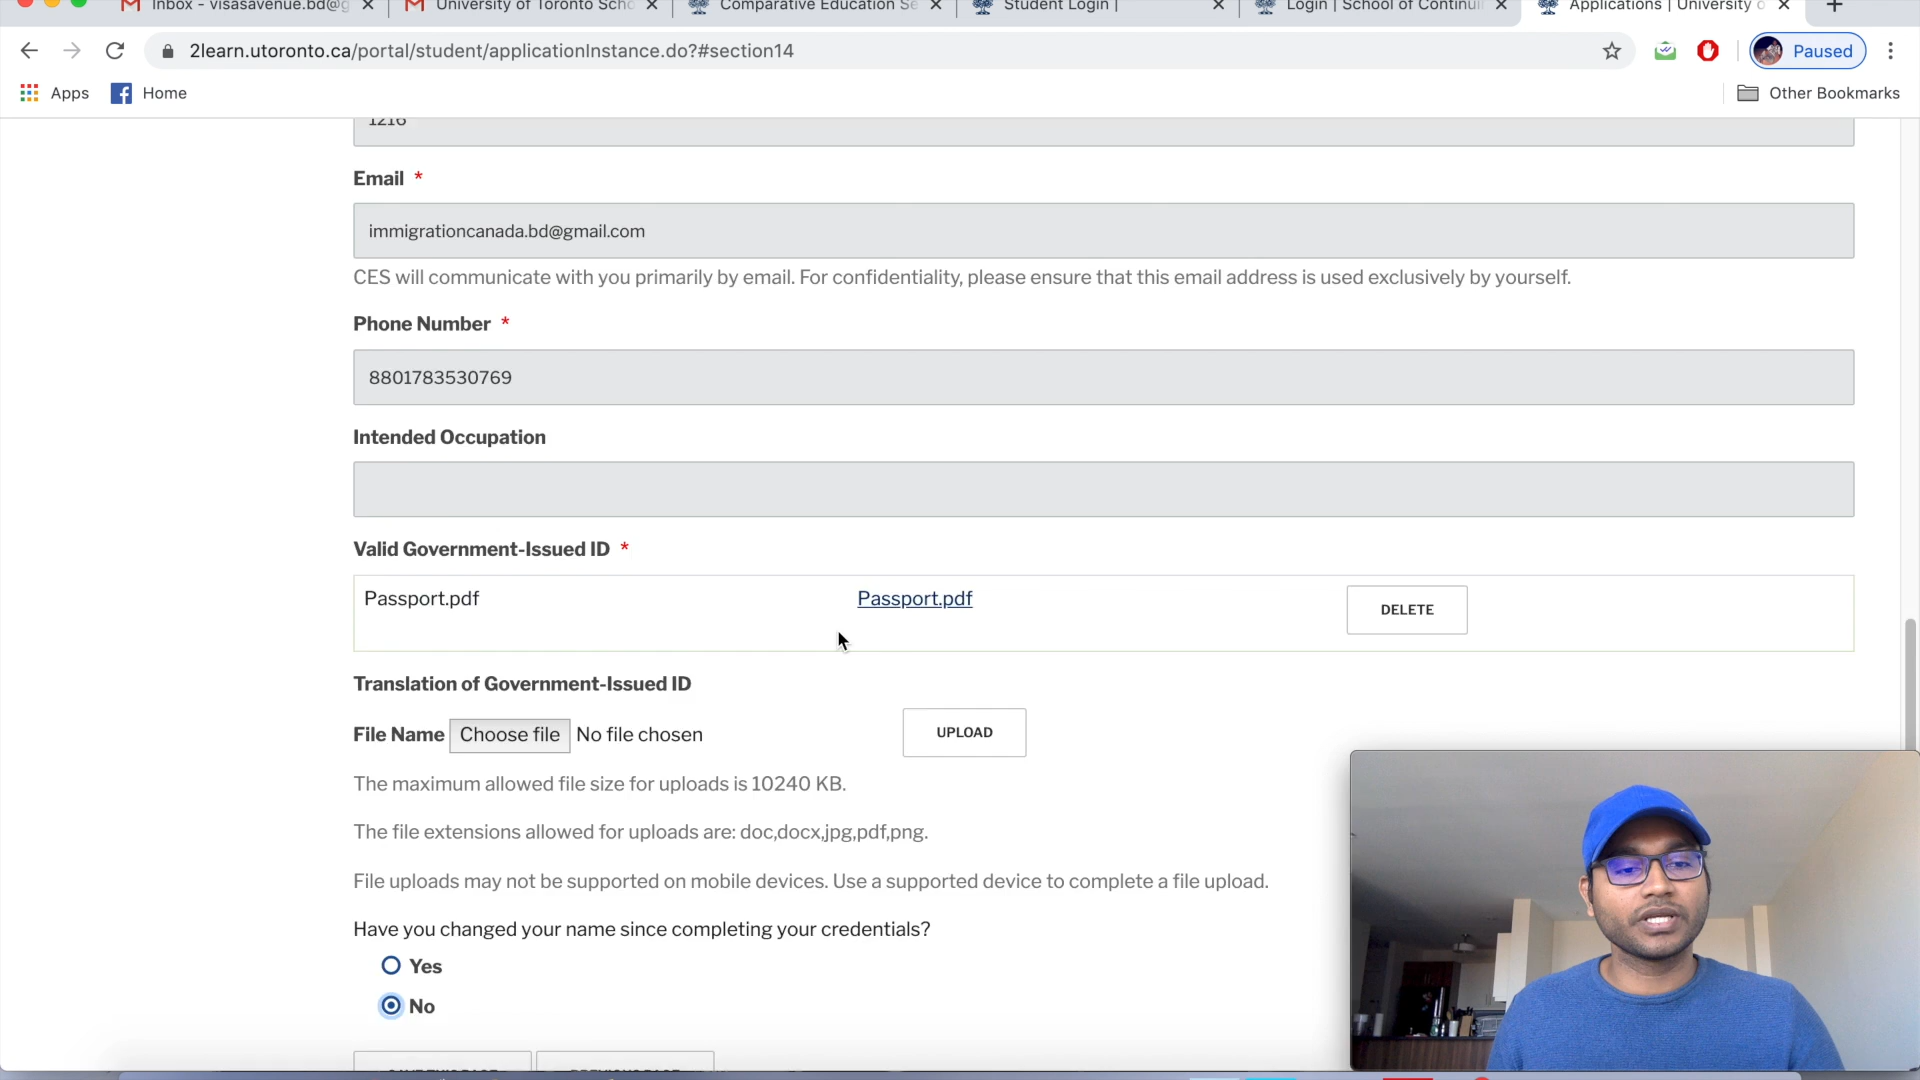 Inbox - visasavenue.bd@g
University of Toronto Scho
Comparative Education Se
Student Login |
Login | School of Continui
Applications | University o
2learn.utoronto.ca/portal/student/applicationInstance.do?#section14
Paused
Apps
Home
Other Bookmarks
1216
Email *
immigrationcanada.bd@gmail.com
CES will communicate with you primarily by email. For confidentiality, please ensure that this email address is used exclusively by yourself.
Phone Number *
8801783530769
Intended Occupation
Valid Government-Issued ID *
Passport.pdf Passport.pdf DELETE
Translation of Government-Issued ID
File Name Choose file No file chosen UPLOAD
The maximum allowed file size for uploads is 10240 KB.
The file extensions allowed for uploads are: doc,docx,jpg,pdf,png.
File uploads may not be supported on mobile devices. Use a supported device to complete a file upload.
Have you changed your name since completing your credentials?
Yes
No